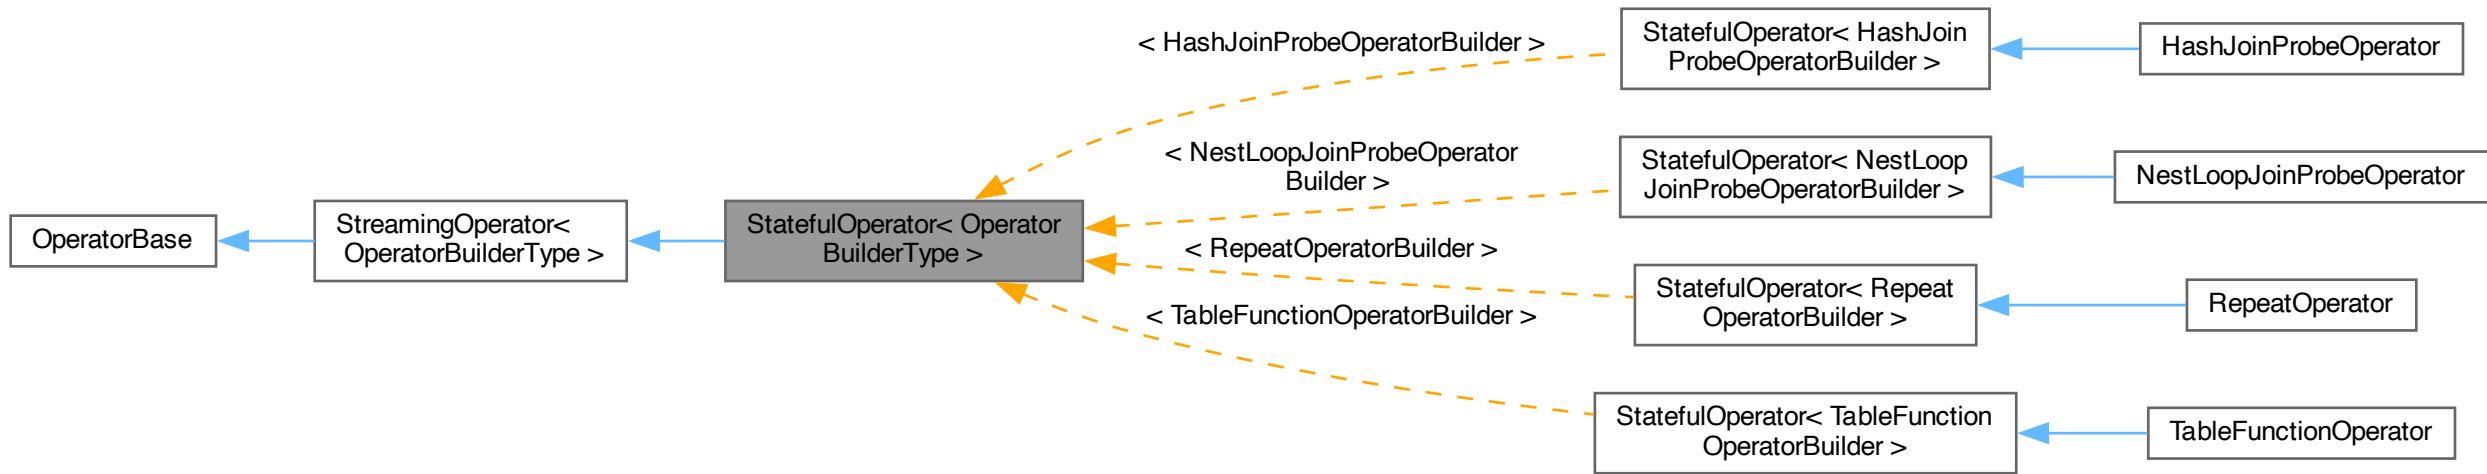 OperatorBase
StreamingOperator<
OperatorBuilderType >
StatefulOperator< Operator
BuilderType >
< HashJoinProbeOperatorBuilder >
StatefulOperator< HashJoin
ProbeOperatorBuilder >
HashJoinProbeOperator
< NestLoopJoinProbeOperator
Builder >
StatefulOperator< NestLoop
JoinProbeOperatorBuilder >
NestLoopJoinProbeOperator
< RepeatOperatorBuilder >
StatefulOperator< Repeat
OperatorBuilder >
RepeatOperator
< TableFunctionOperatorBuilder >
StatefulOperator< TableFunction
OperatorBuilder >
TableFunctionOperator